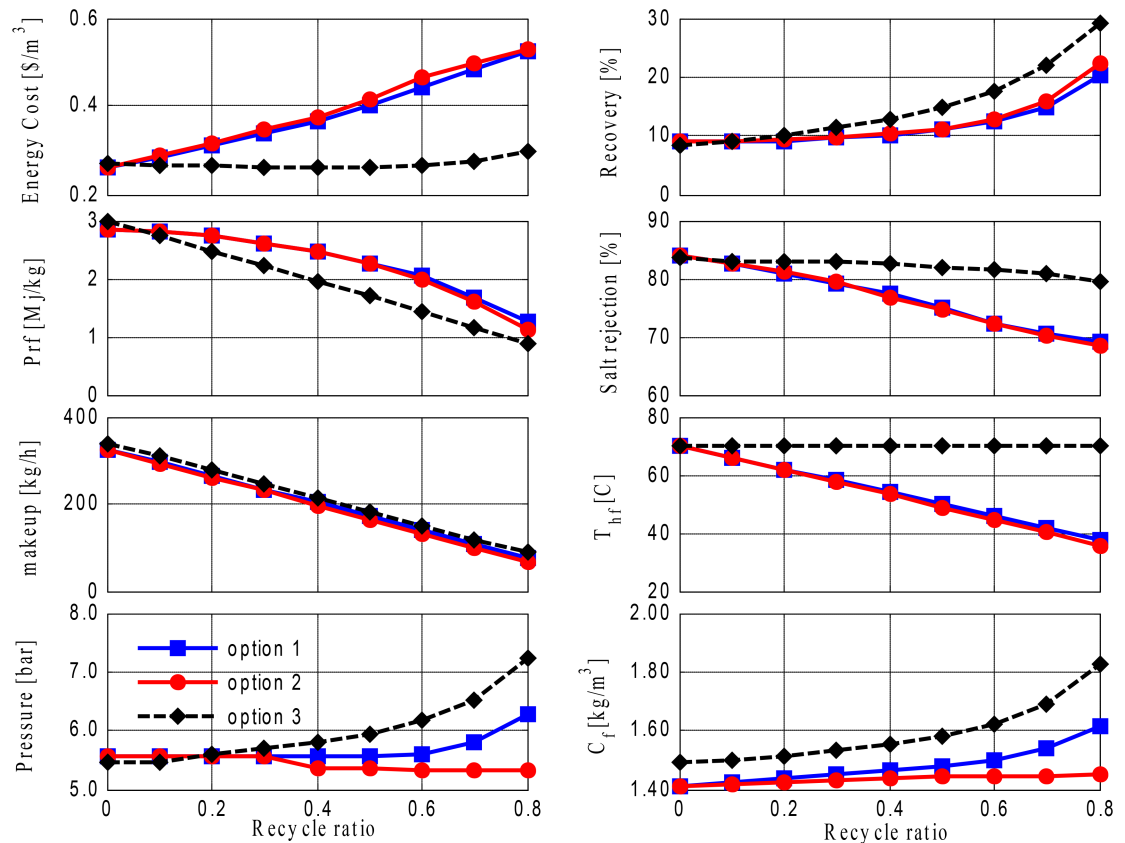 Energy Cost [$/m³]
0.6
0.4
0.2
Recovery [%]
30
20
10
0
Prf [Mj/kg]
3
2
1
0
Salt rejection [%]
90
80
70
60
makeup [kg/h]
400
200
0
T_hf [C]
80
60
40
20
Pressure [bar]
8.0
7.0
6.0
5.0
option 1
option 2
option 3
0 0.2 0.4 0.6 0.8
Recycle ratio
C_f [kg/m³]
2.00
1.80
1.60
1.40
0 0.2 0.4 0.6 0.8
Recycle ratio